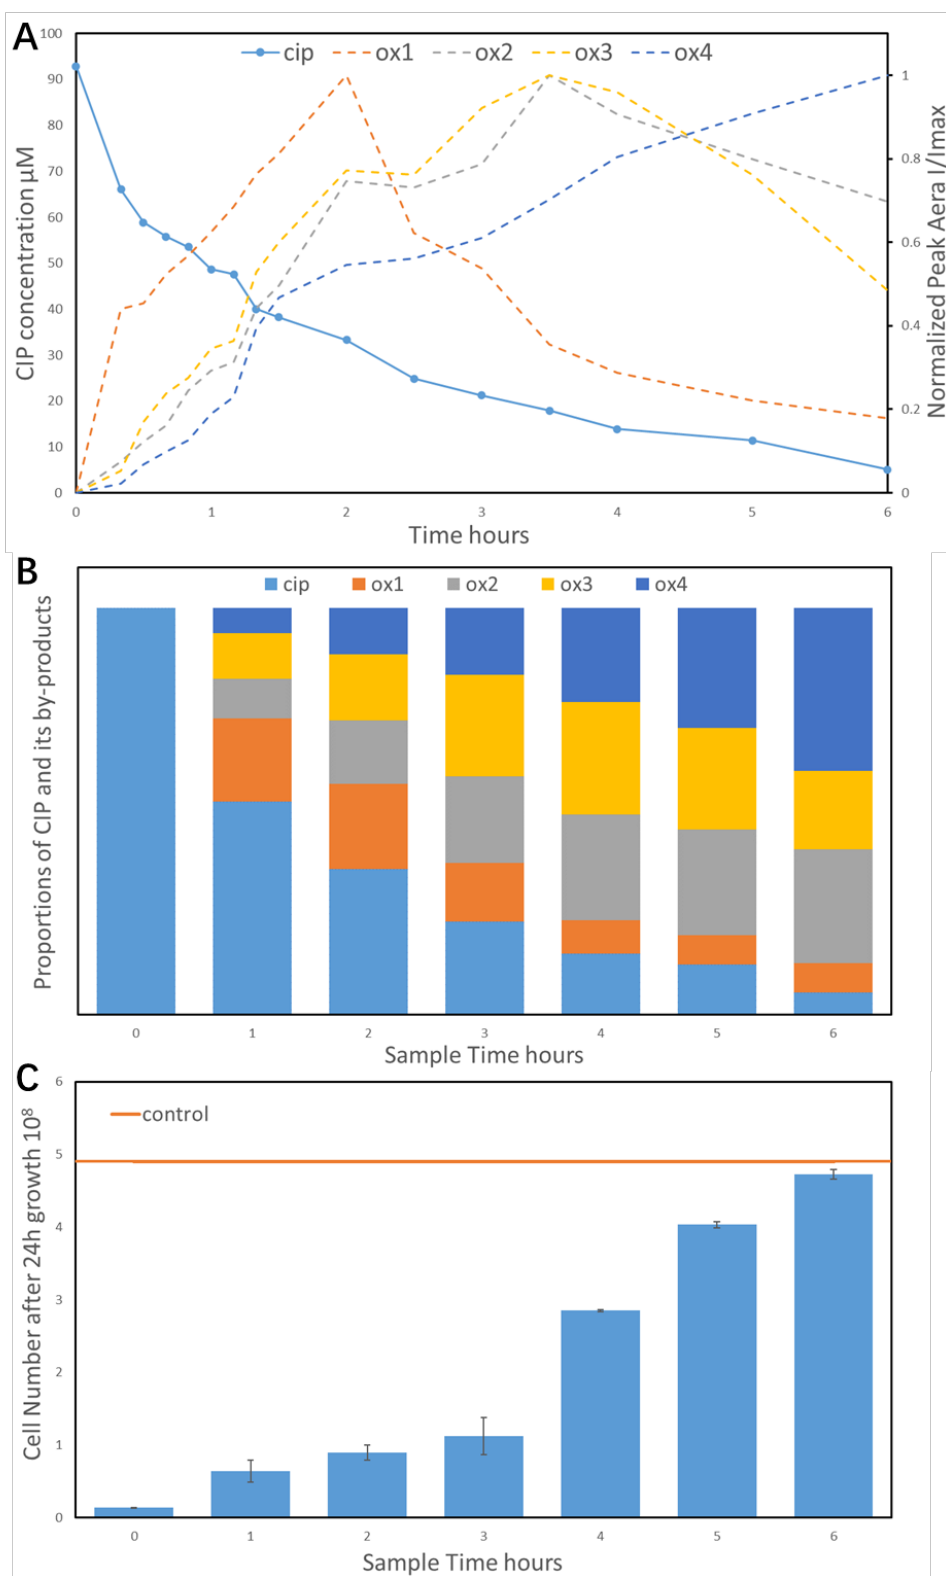 A
cip ox1 ox2 ox3 ox4
CIP concentration μM
100
90
80
70
60
50
40
30
20
10
0
1
0.8
0.6
0.4
0.2
0
Normalized Peak Aera I/Imax
0 1 2 3 4 5 6
Time hours
B
cip ox1 ox2 ox3 ox4
Proportions of CIP and its by-products
0 1 2 3 4 5 6
Sample Time hours
C
Cell Number after 24h growth 10⁸
6
5
4
3
2
1
0
control
0 1 2 3 4 5 6
Sample Time hours